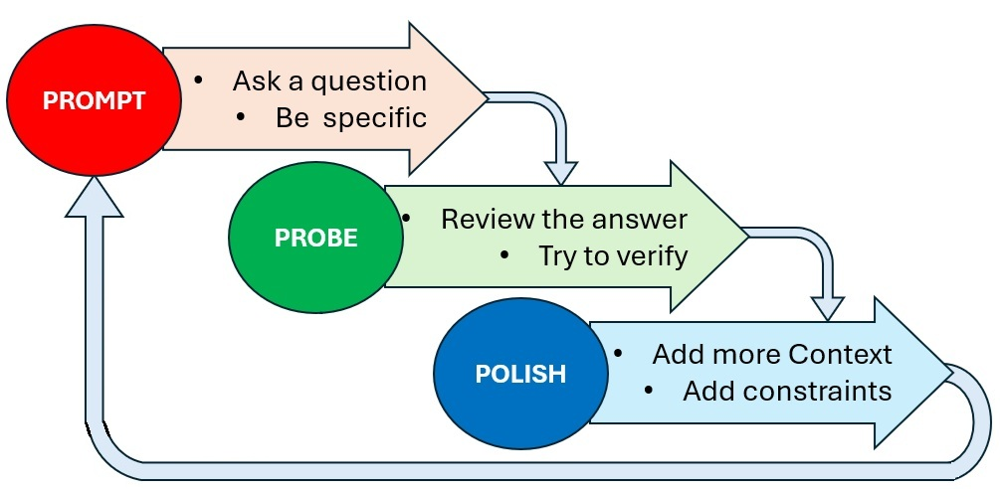 PROMPT
• Ask a question
• Be specific
PROBE
• Review the answer
• Try to verify
POLISH
• Add more Context
• Add constraints